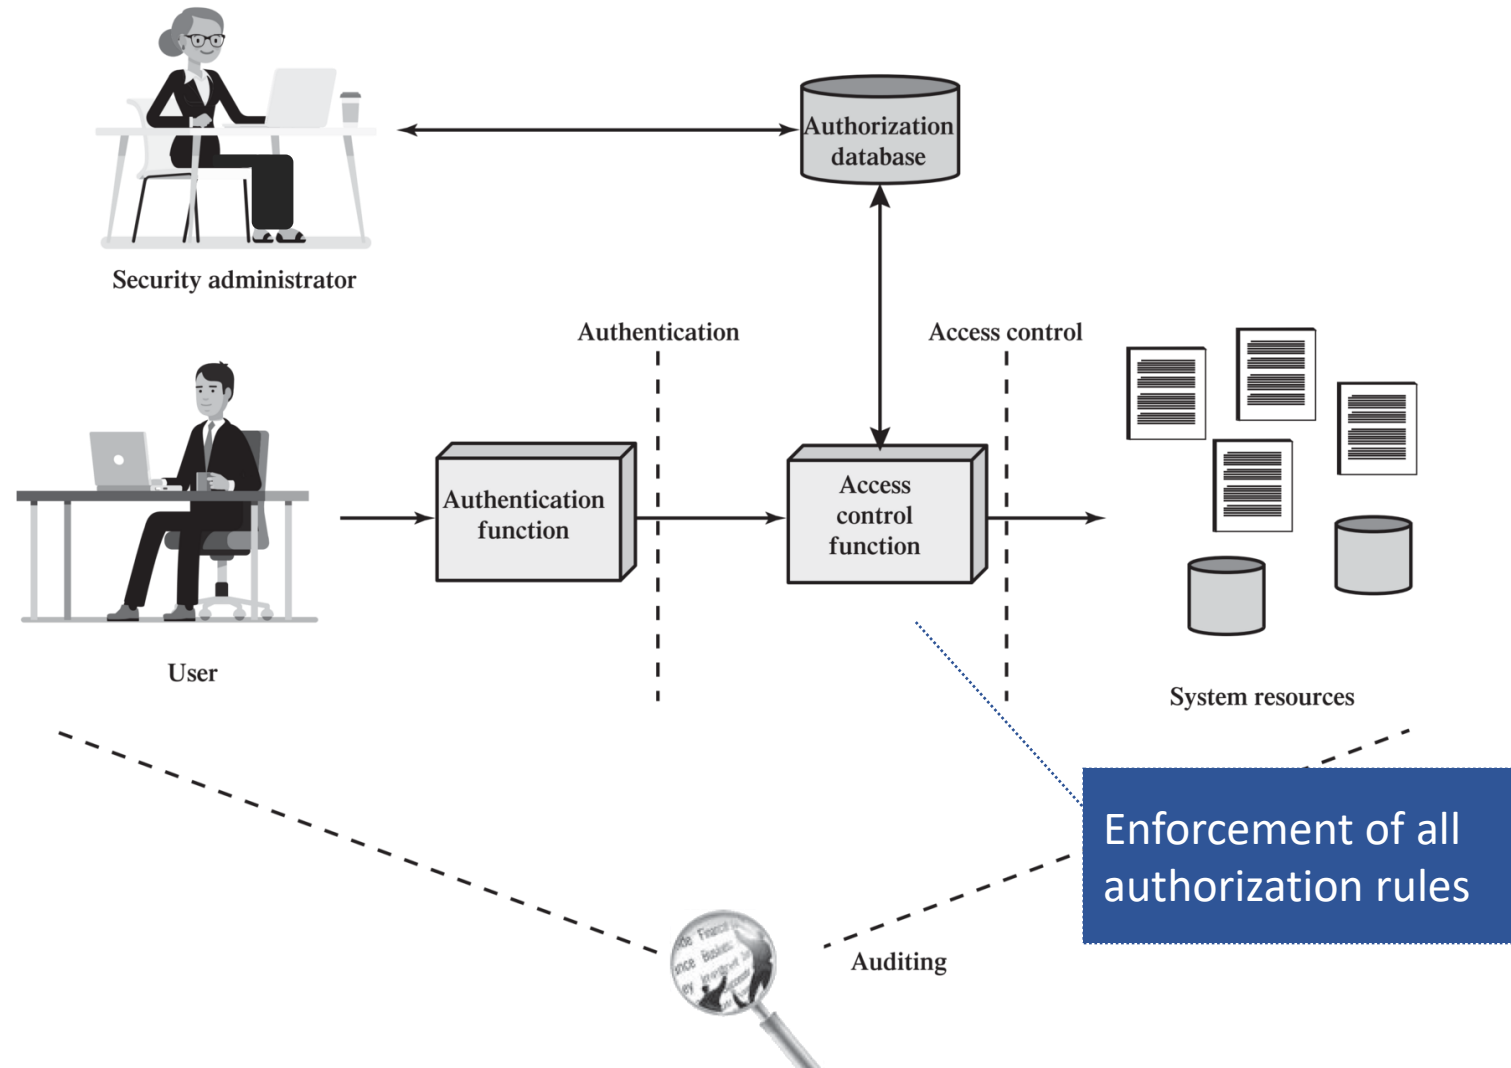 Authorization
database
Security administrator
Authentication
Access control
Authentication
function
Access
control
function
User
System resources
Enforcement of all
authorization rules
Auditing